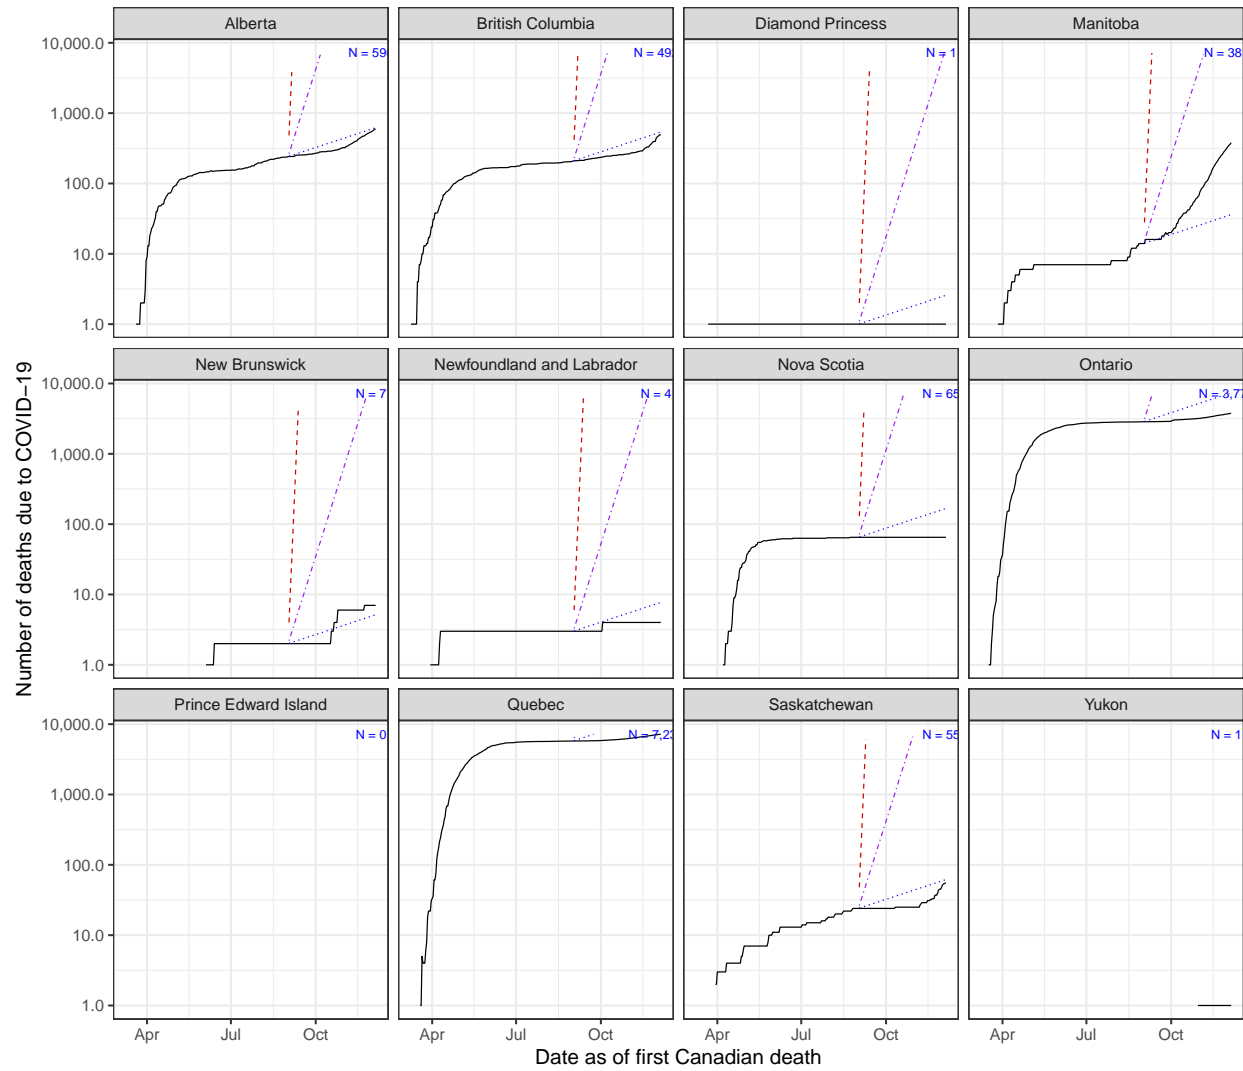 Alberta
British Columbia
Diamond Princess
Manitoba
N = 59
N = 49
N = 1
N = 38
10,000.0
1,000.0
100.0
10.0
1.0
New Brunswick
Newfoundland and Labrador
Nova Scotia
Ontario
N = 7
N = 4
N = 65
N = 3,77
10,000.0
1,000.0
100.0
10.0
1.0
Prince Edward Island
Quebec
Saskatchewan
Yukon
N = 0
N = 7,23
N = 55
N = 1
10,000.0
1,000.0
100.0
10.0
1.0
Apr Jul Oct
Apr Jul Oct
Apr Jul Oct
Apr Jul Oct
Date as of first Canadian death
Number of deaths due to COVID−19